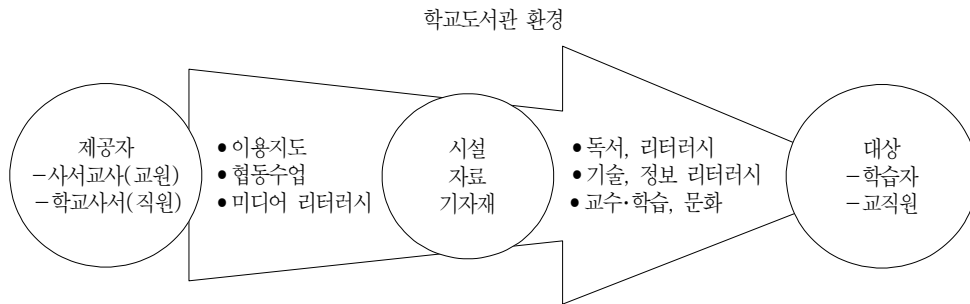 학교도서관 환경
제공자
-사서교사(교원)
-학교사서(직원)
● 이용지도
● 협동수업
● 미디어 리터러시
시설
자료
기자재
● 독서, 리터러시
● 기술, 정보 리터러시
● 교수·학습, 문화
대상
-학습자
-교직원